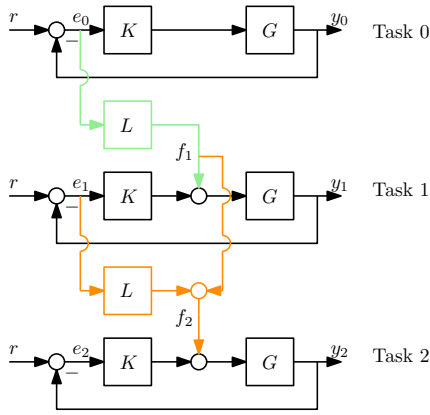 r e₀ K G y₀ Task 0
−
L
f₁
r e₁ K G y₁ Task 1
−
L
f₂
r e₂ K G y₂ Task 2
−